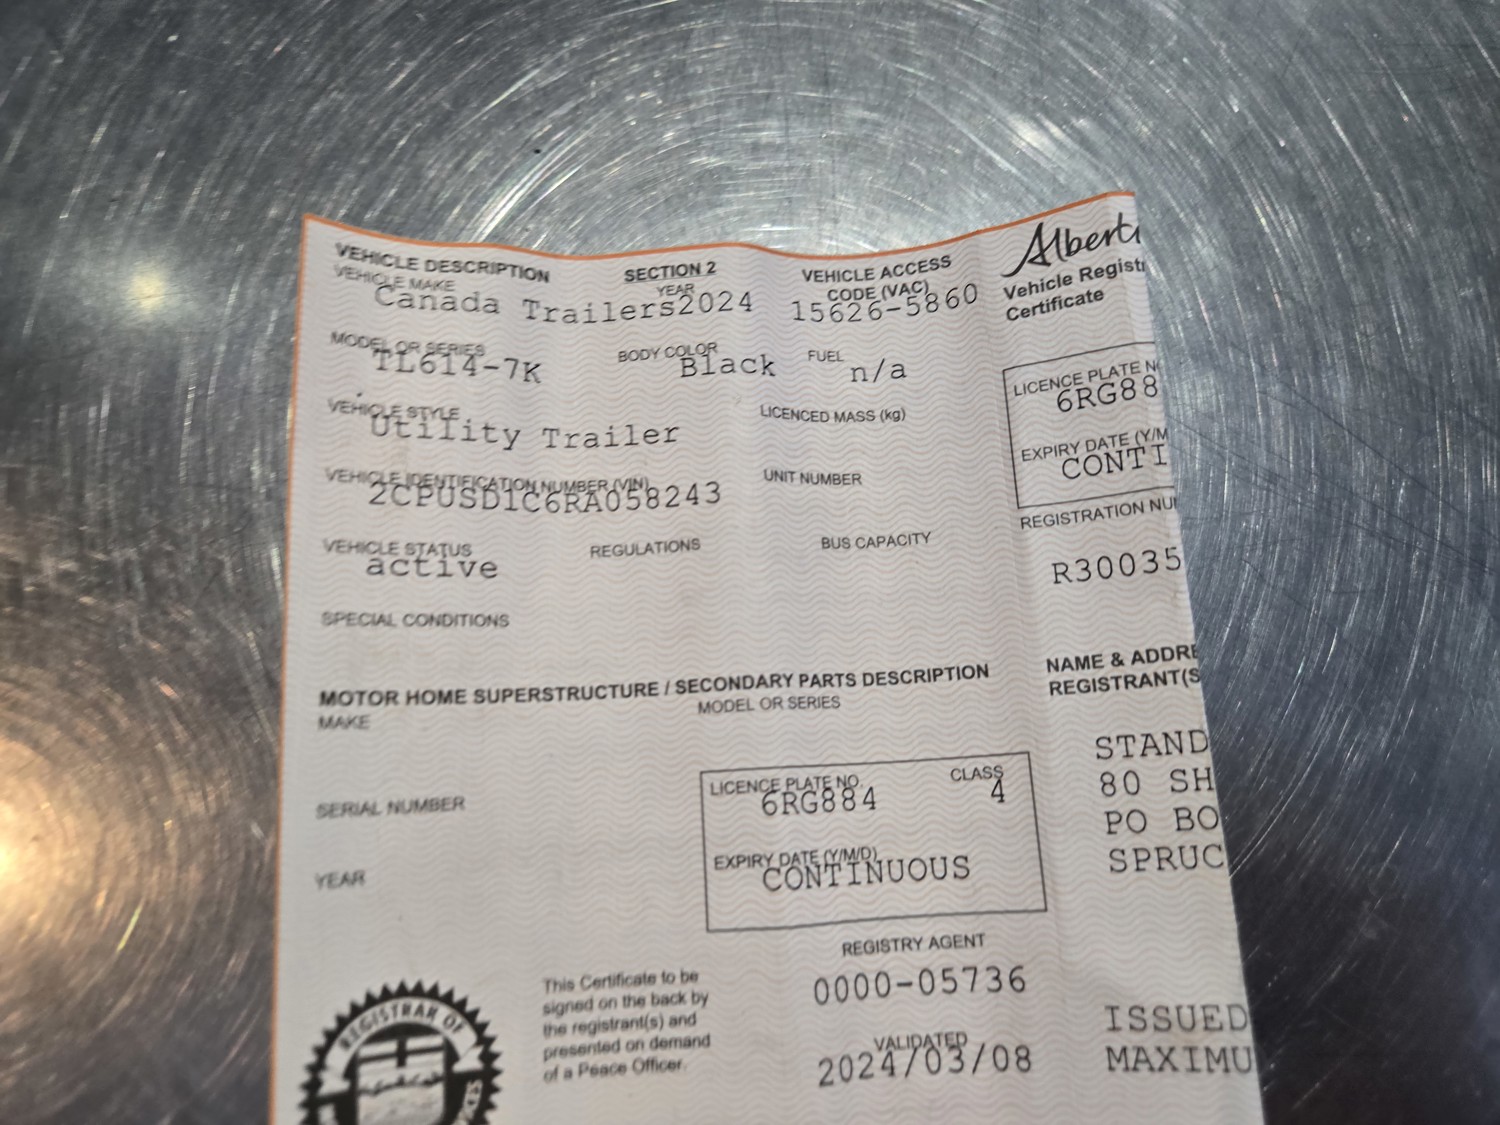 VEHICLE DESCRIPTION SECTION 2 VEHICLE ACCESS CODE (VAC)
VEHICLE MAKE YEAR
Canada Trailers2024 15626-5860
MODEL OR SERIES BODY COLOR FUEL
TL614-7K Black n/a
VEHICLE STYLE LICENCED MASS (kg)
Utility Trailer
VEHICLE IDENTIFICATION NUMBER (VIN) UNIT NUMBER
2CPUSD1C6RA058243
VEHICLE STATUS REGULATIONS BUS CAPACITY
active
SPECIAL CONDITIONS
MOTOR HOME SUPERSTRUCTURE / SECONDARY PARTS DESCRIPTION
MAKE MODEL OR SERIES
SERIAL NUMBER
YEAR
LICENCE PLATE NO. CLASS
6RG884 4
EXPIRY DATE (Y/M/D)
CONTINUOUS
REGISTRY AGENT
0000-05736
VALIDATED
2024/03/08
This Certificate to be
signed on the back by
the registrant(s) and
presented on demand
of a Peace Officer.
REGISTRAR OF
Albert
Vehicle Regist
Certificate
LICENCE PLATE N
6RG88
EXPIRY DATE (Y/M
CONTI
REGISTRATION NU
R30035
NAME & ADDRE
REGISTRANT(S
STAND
80 SH
PO BO
SPRUC
ISSUED
MAXIMU